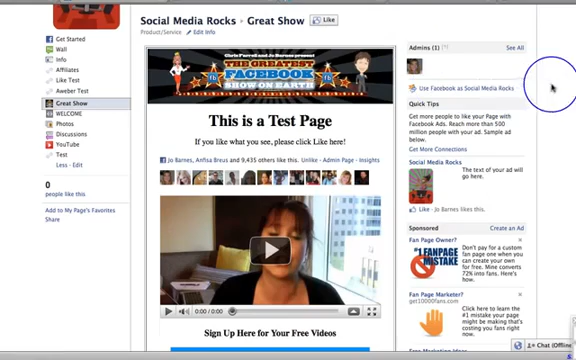 Social Media Rocks ▸ Great Show
Like
Product/Service · Edit Info
Get Started
Wall
Info
Affiliates
Like Test
Aweber Test
Great Show
WELCOME
Photos
Discussions
YouTube
Test
Less · Edit
0
people like this
Add to My Page's Favorites
Share
Chris Farrell and Jo Barnes present
THE GREATEST
FACEBOOK
SHOW ON EARTH
This is a Test Page
If you like what you see, please click Like here!
Jo Barnes, Anfisa Breus and 9,435 others like this. · Unlike · Admin Page · Insights
0:00 / 0:00
Sign Up Here for Your Free Videos
Admins (1)
See All
Use Facebook as Social Media Rocks
Quick Tips
Get more people to like your Page with
Facebook Ads. Reach more than 500
million people with your ad. Sample ad
below.
Get More Connections
Social Media Rocks
The text of your ad will
go here.
Like · Jo Barnes likes this.
Sponsored
Create an Ad
Fan Page Owner?
#1 FANPAGE
MISTAKE
Don't pay for a custom
fan page one when you
can create your own
for free. Mine converts
72% into fans. Here's
how.
Fan Page Marketer?
get10000fans.com
Click here to learn the
#1 mistake your page
might be making that's
costing you fans right
now.
Free Marketing Ideas
Chat (Offline